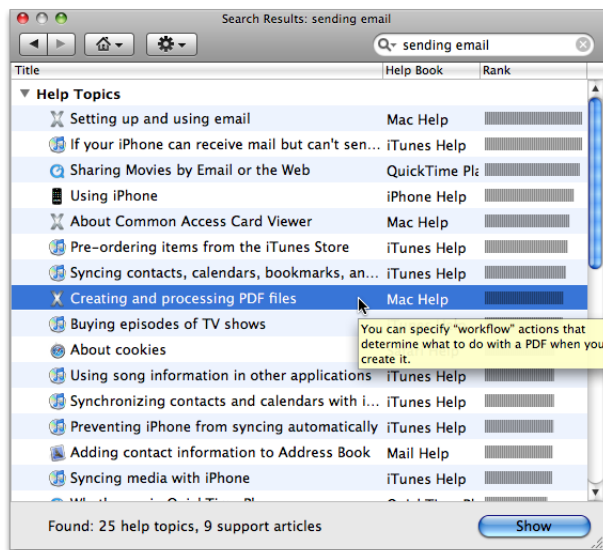 Search Results: sending email
sending email
Title Help Book Rank
Help Topics
Setting up and using email Mac Help
If your iPhone can receive mail but can't sen... iTunes Help
Sharing Movies by Email or the Web QuickTime Pla
Using iPhone iPhone Help
About Common Access Card Viewer Mac Help
Pre-ordering items from the iTunes Store iTunes Help
Syncing contacts, calendars, bookmarks, an... iTunes Help
Creating and processing PDF files Mac Help
Buying episodes of TV shows
You can specify “workflow” actions that
determine what to do with a PDF when you
create it.
About cookies
Using song information in other applications iTunes Help
Synchronizing contacts and calendars with i... iTunes Help
Preventing iPhone from syncing automatically iTunes Help
Adding contact information to Address Book Mail Help
Syncing media with iPhone iTunes Help
Found: 25 help topics, 9 support articles
Show